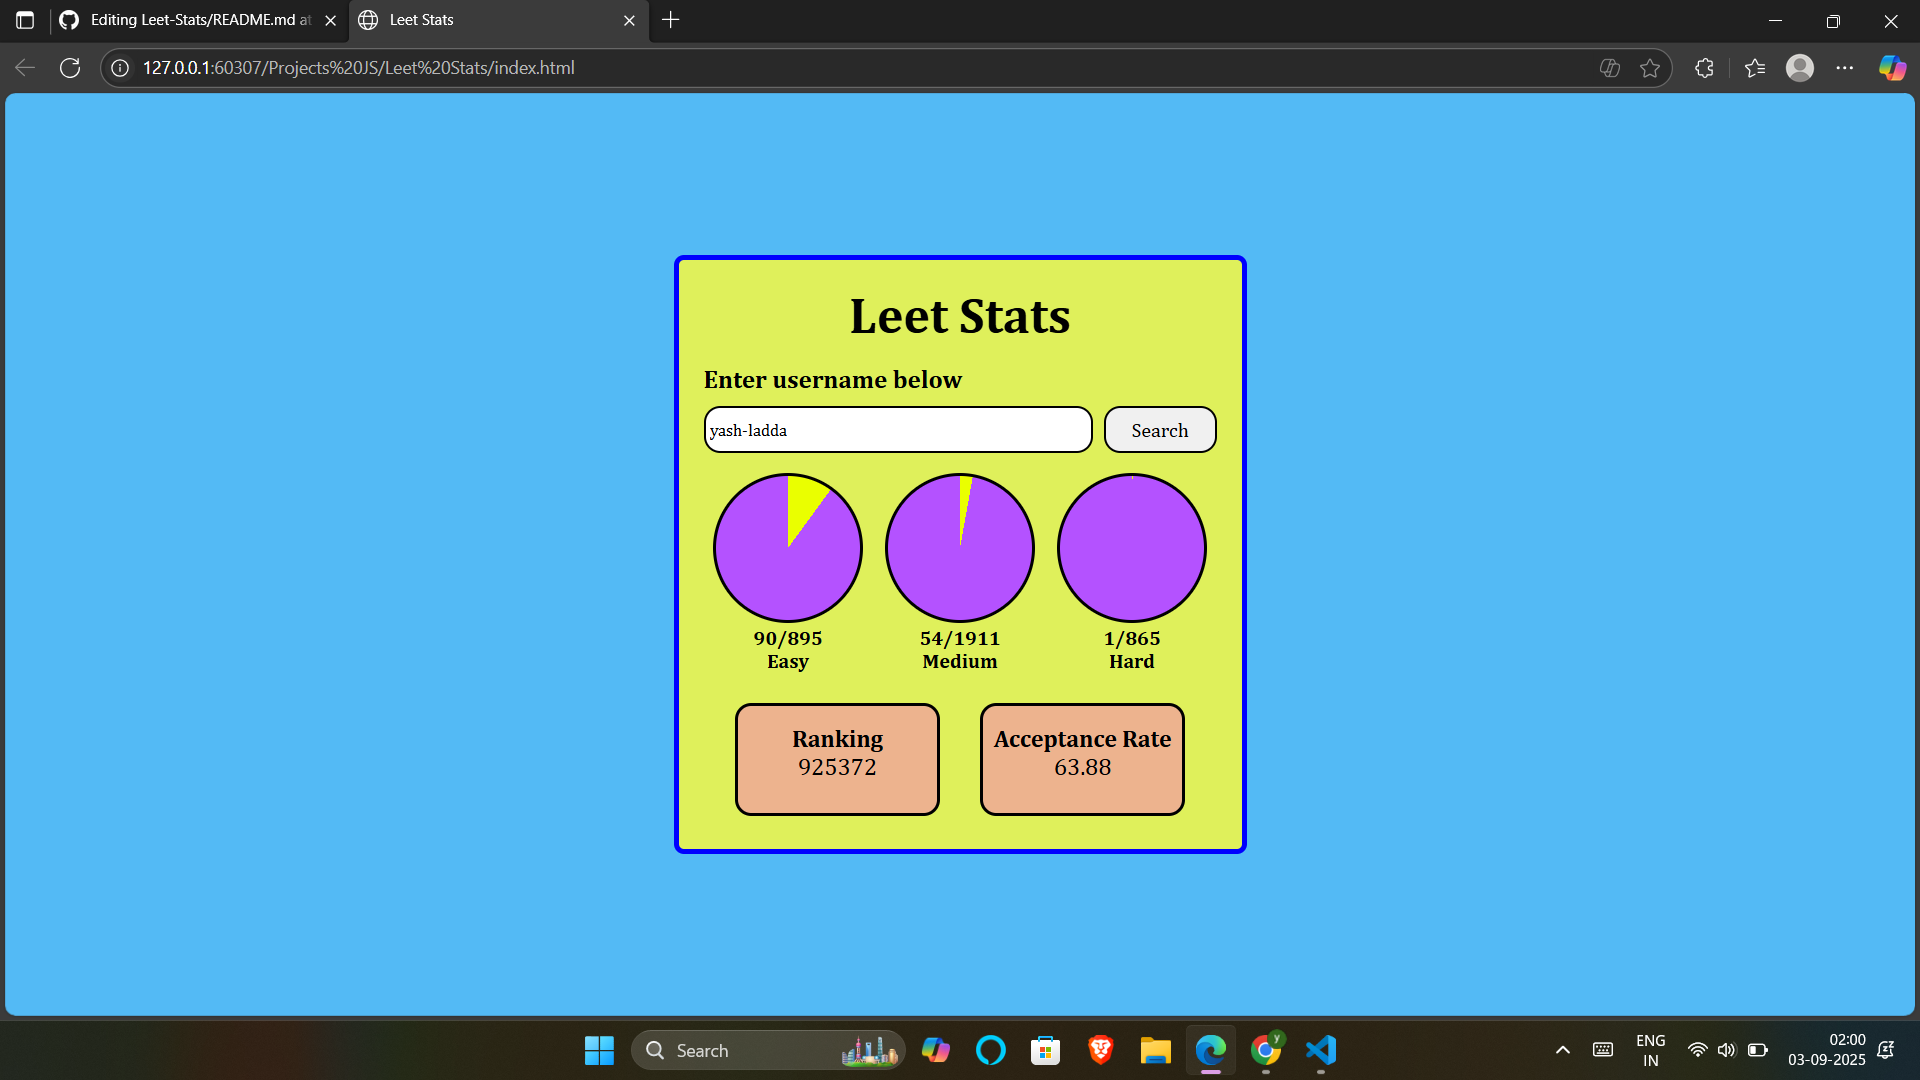 Editing Leet-Stats/README.md at
Leet Stats
127.0.0.1:60307/Projects%20JS/Leet%20Stats/index.html
Leet Stats
Enter username below
yash-ladda
Search
90/895
Easy
54/1911
Medium
1/865
Hard
Ranking
925372
Acceptance Rate
63.88
Search
y
ENG
IN
02:00
03-09-2025